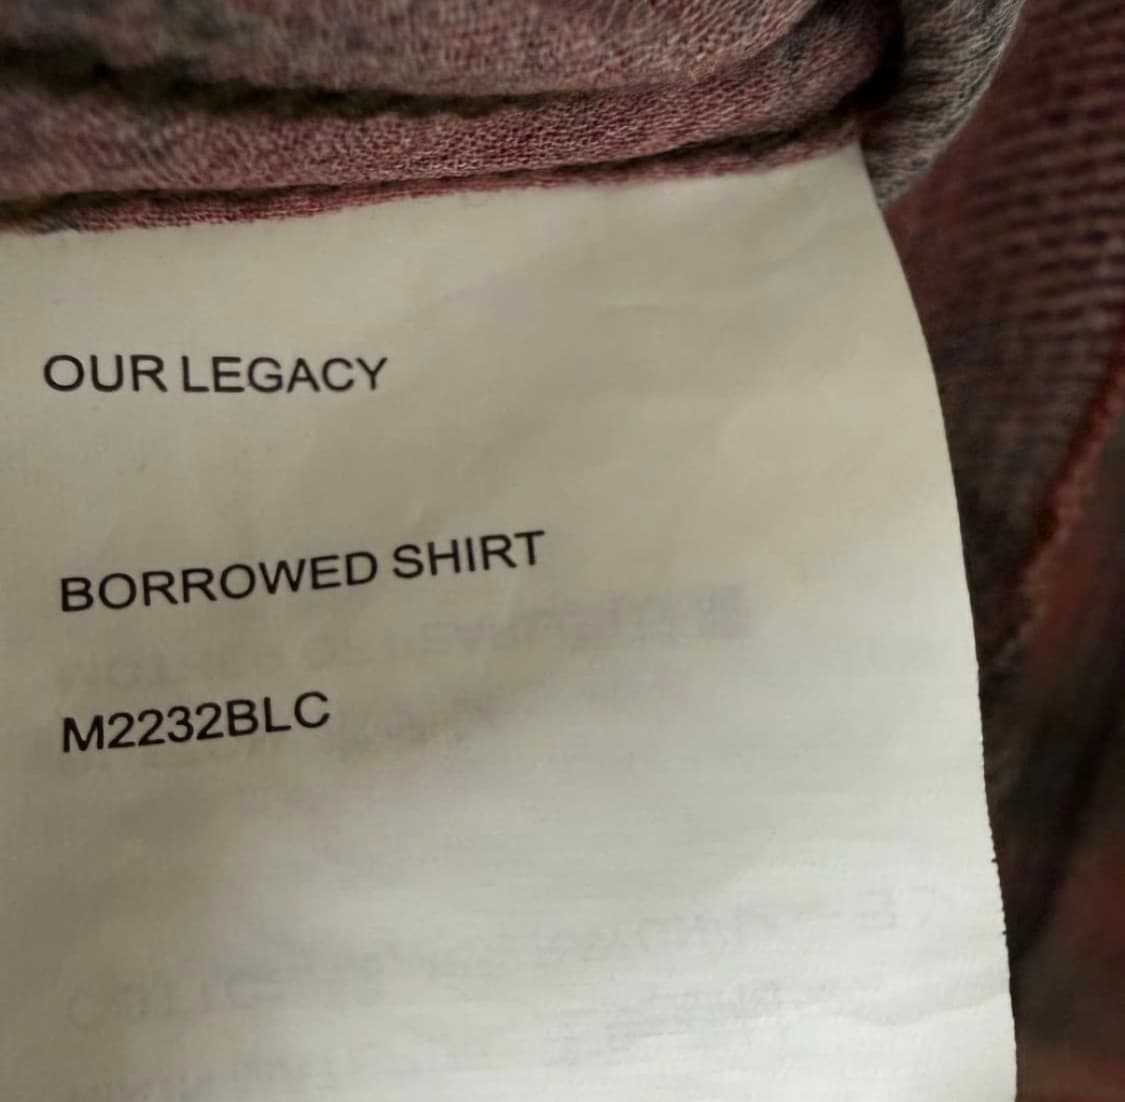 OUR LEGACY
BORROWED SHIRT
M2232BLC